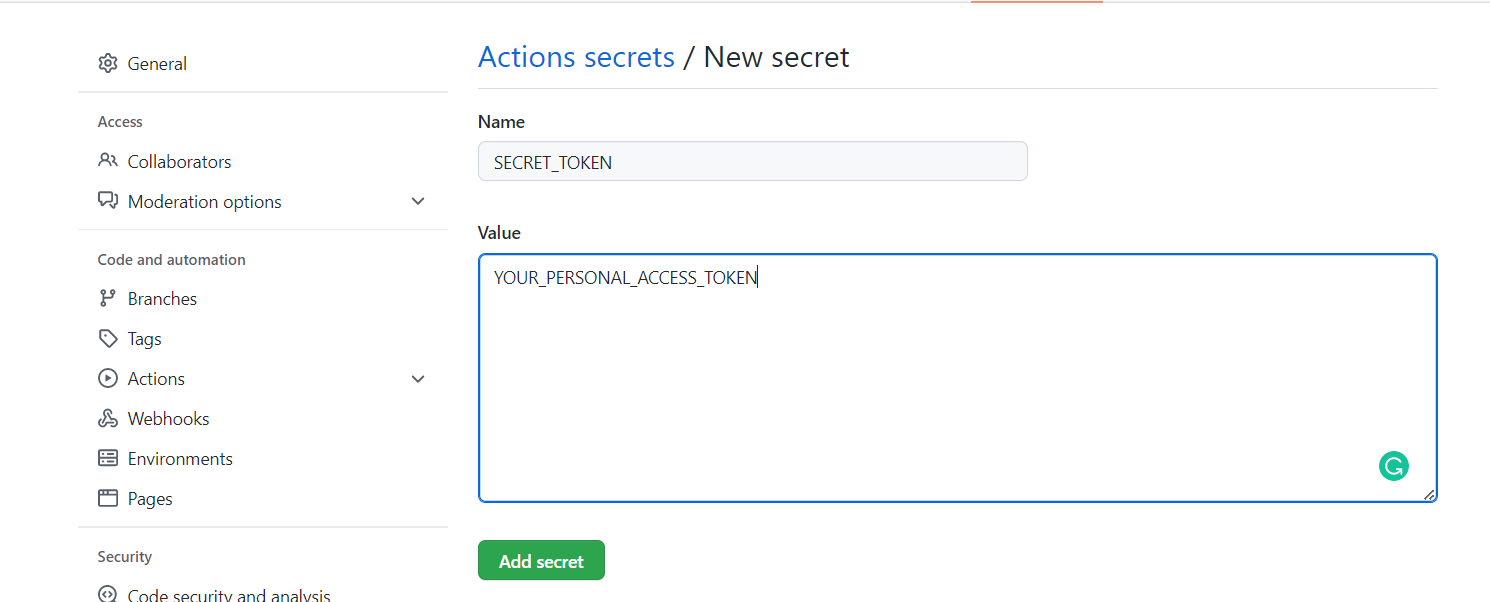 General
Access
Collaborators
Moderation options
Code and automation
Branches
Tags
Actions
Webhooks
Environments
Pages
Security
Code security and analysis
Actions secrets / New secret
Name
SECRET_TOKEN
Value
YOUR_PERSONAL_ACCESS_TOKEN
Add secret